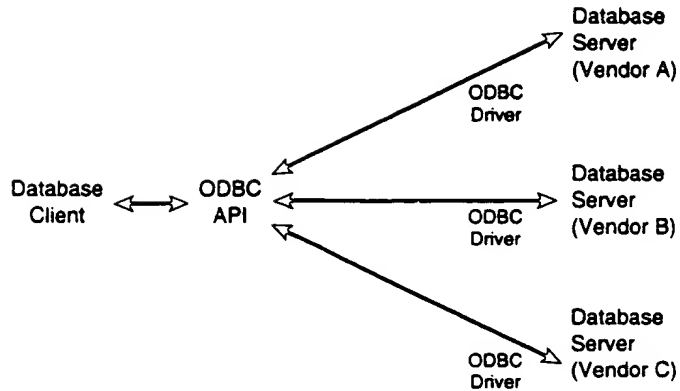 Database
Server
(Vendor A)
ODBC
Driver
Database
Client
ODBC
API
Database
Server
(Vendor B)
ODBC
Driver
Database
Server
(Vendor C)
ODBC
Driver